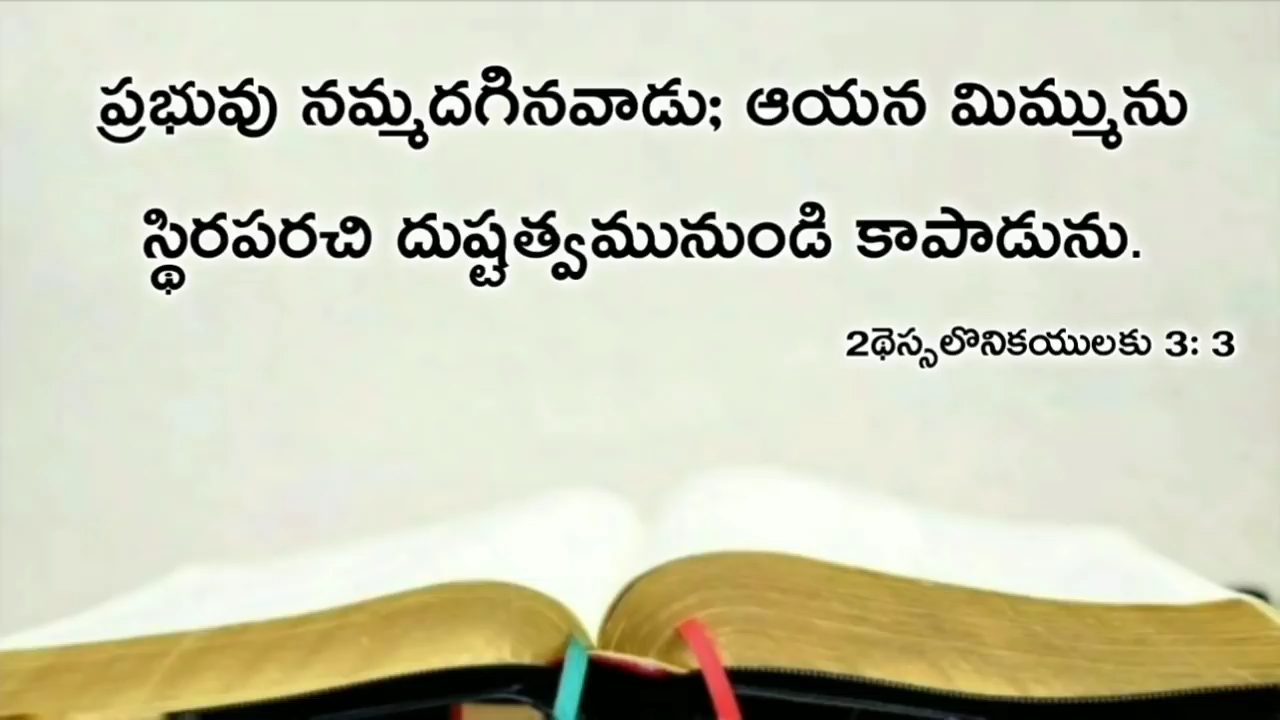 ప్రభువు నమ్మదగినవాడు; ఆయన మిమ్మును
స్థిరపరచి దుష్టత్వమునుండి కాపాడును.
2థెస్సలొనికయులకు 3: 3